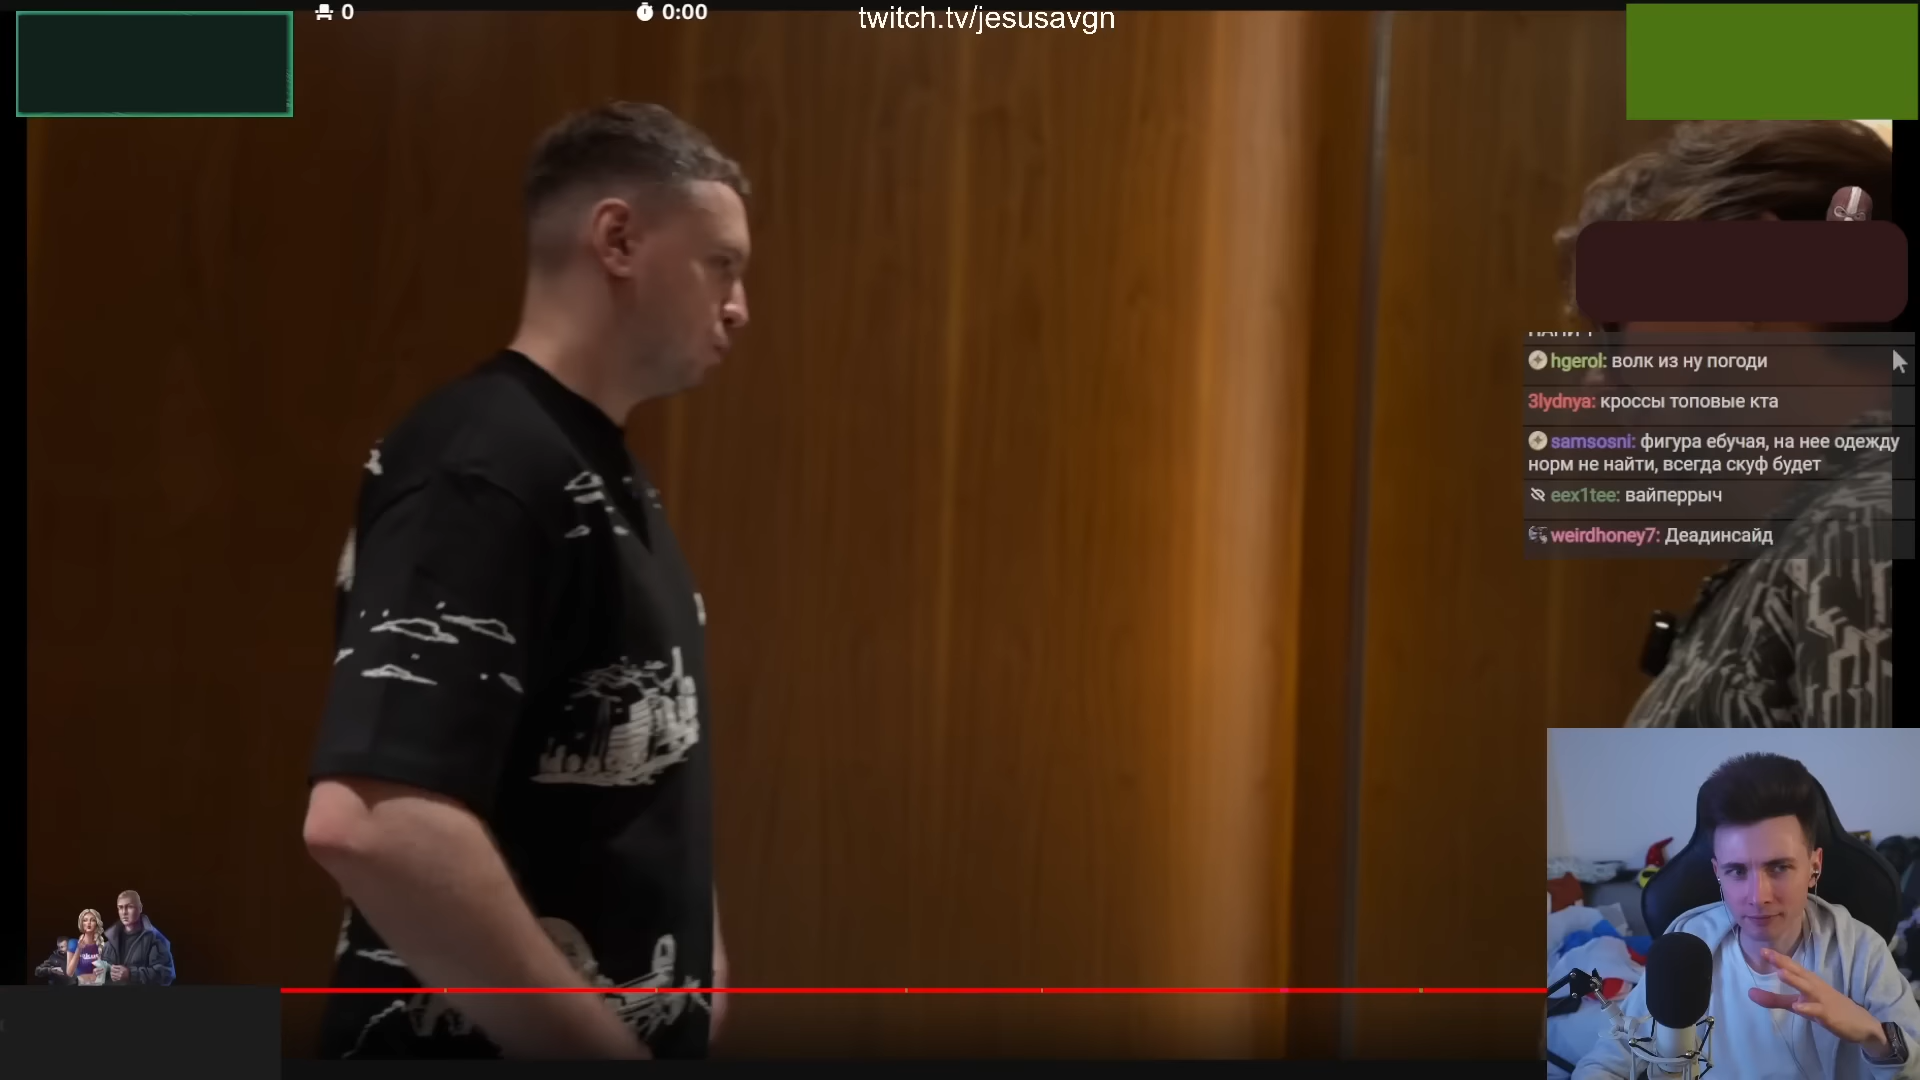 0
0:00
twitch.tv/jesusavgn
hgerol: волк из ну погоди
3lydnya: кроссы топовые кта
samsosni: фигура ебучая, на нее одежду
норм не найти, всегда скуф будет
eex1tee: вайперрыч
weirdhoney7: Деадинсайд